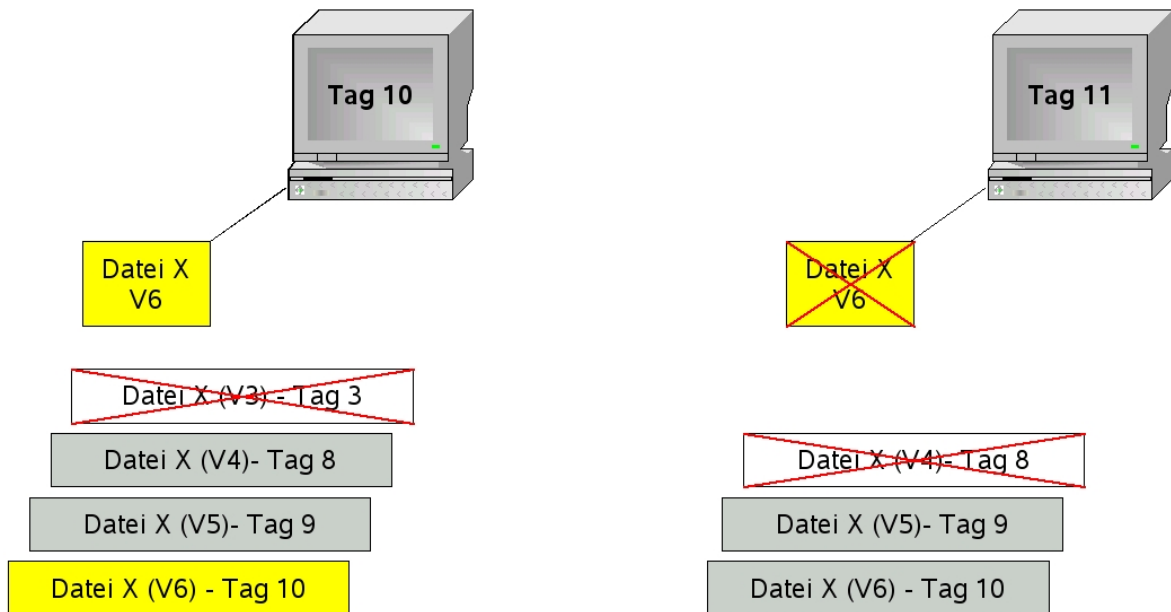 Tag 10
Datei X
V6
Datei X (V3) - Tag 3
Datei X (V4)- Tag 8
Datei X (V5)- Tag 9
Datei X (V6) - Tag 10
Tag 11
Datei X
V6
Datei X (V4)- Tag 8
Datei X (V5)- Tag 9
Datei X (V6) - Tag 10